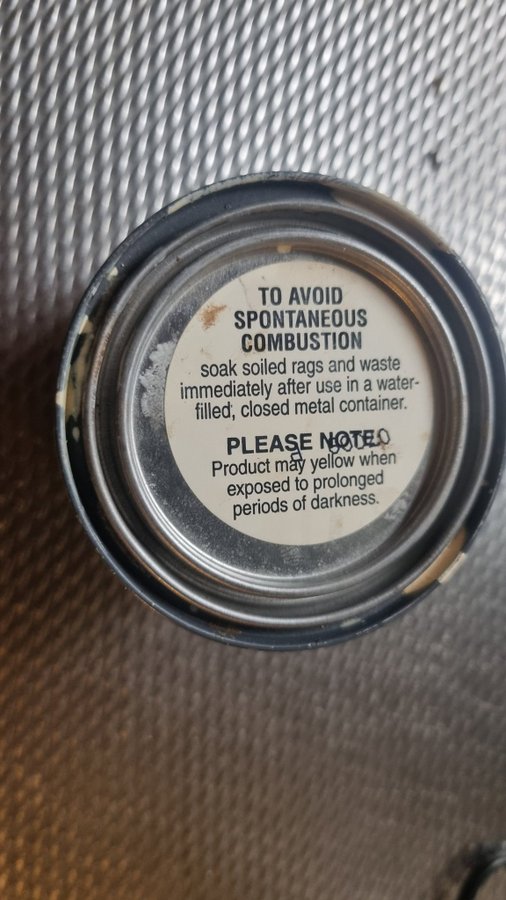 TO AVOID
SPONTANEOUS
COMBUSTION
soak soiled rags and waste
immediately after use in a water-
filled, closed metal container.
PLEASE NOTE:
Product may yellow when
exposed to prolonged
periods of darkness.